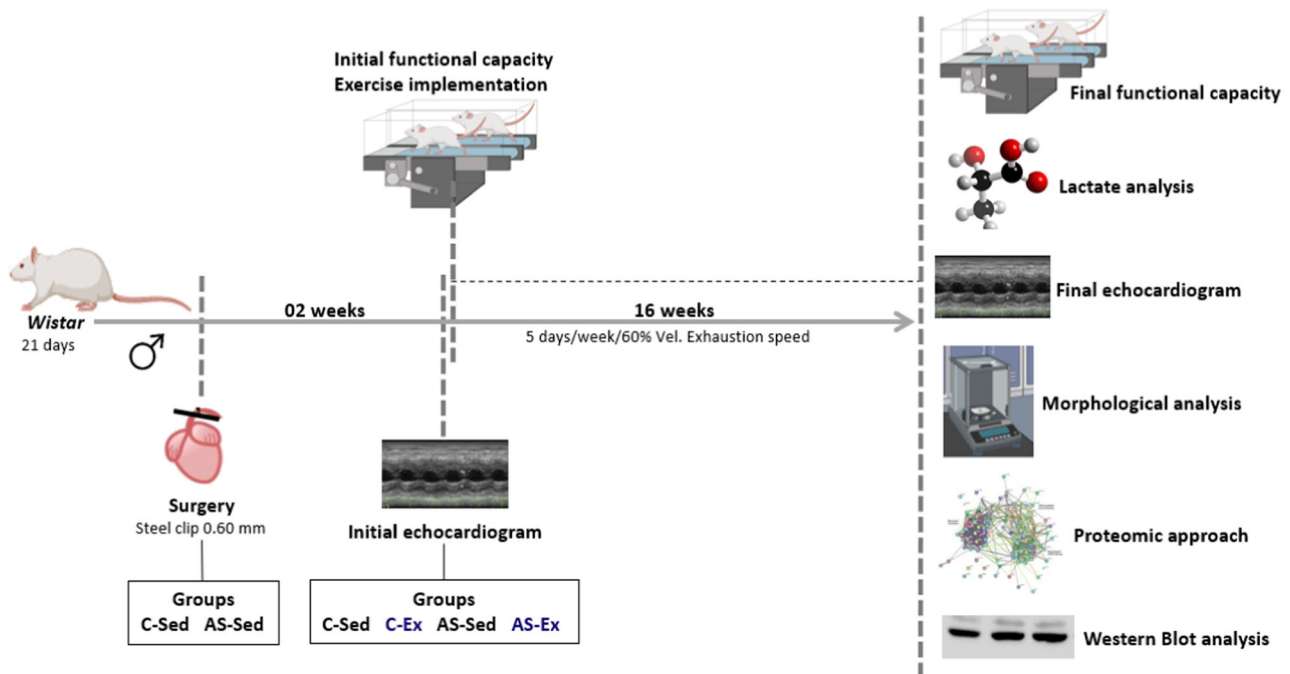 Initial functional capacity
Exercise implementation
Final functional capacity
Lactate analysis
Wistar
21 days
02 weeks
16 weeks
5 days/week/60% Vel. Exhaustion speed
Final echocardiogram
Morphological analysis
Surgery
Steel clip 0.60 mm
Initial echocardiogram
Groups
C-Sed AS-Sed
Groups
C-Sed C-Ex AS-Sed AS-Ex
Proteomic approach
Western Blot analysis